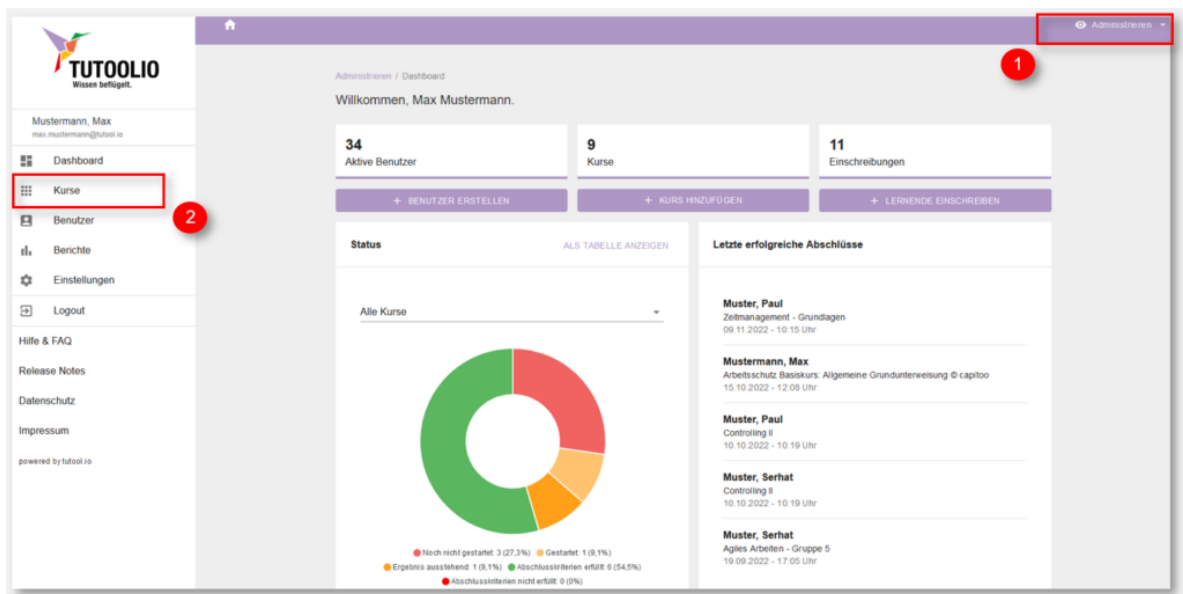 TUTOOLIO
Wissen beflügelt.
Mustermann, Max
max.mustermann@tutool.io
Dashboard
Kurse
Benutzer
Berichte
Einstellungen
Logout
Hilfe & FAQ
Release Notes
Datenschutz
Impressum
powered by tutool.io
Administrieren
1
2
Administrieren / Dashboard
Willkommen, Max Mustermann.
34
Aktive Benutzer
9
Kurse
11
Einschreibungen
+ BENUTZER ERSTELLEN
+ KURS HINZUFÜGEN
+ LERNENDE EINSCHREIBEN
Status
ALS TABELLE ANZEIGEN
Alle Kurse
Noch nicht gestartet: 3 (27,3%) Gestartet: 1 (9,1%)
Ergebnis ausstehend: 1 (9,1%) Abschlusskriterien erfüllt: 6 (54,5%)
Abschlusskriterien nicht erfüllt: 0 (0%)
Letzte erfolgreiche Abschlüsse
Muster, Paul
Zeitmanagement - Grundlagen
09.11.2022 - 10:15 Uhr
Mustermann, Max
Arbeitsschutz Basiskurs: Allgemeine Grundunterweisung © capitoo
15.10.2022 - 12:08 Uhr
Muster, Paul
Controlling II
10.10.2022 - 10:19 Uhr
Muster, Serhat
Controlling II
10.10.2022 - 10:19 Uhr
Muster, Serhat
Agiles Arbeiten - Gruppe 5
19.09.2022 - 17:05 Uhr